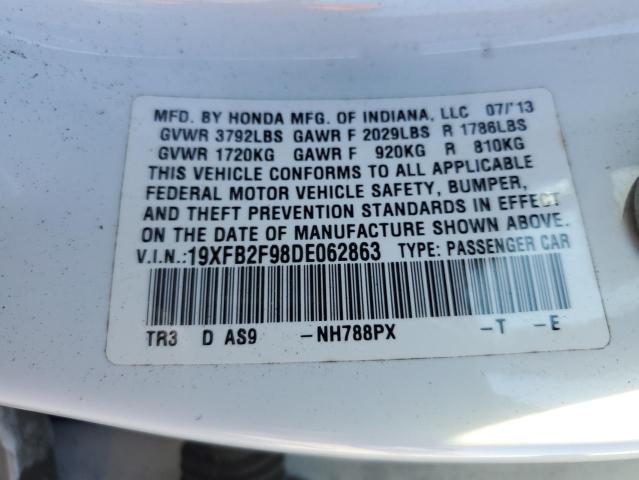 MFD. BY HONDA MFG. OF INDIANA, LLC 07/'13
GVWR 3792LBS GAWR F 2029LBS R 1786LBS
GVWR 1720KG GAWR F 920KG R 810KG
THIS VEHICLE CONFORMS TO ALL APPLICABLE
FEDERAL MOTOR VEHICLE SAFETY, BUMPER,
AND THEFT PREVENTION STANDARDS IN EFFECT
ON THE DATE OF MANUFACTURE SHOWN ABOVE.
V.I.N.:19XFB2F98DE062863 TYPE: PASSENGER CAR
TR3 D AS9 -NH788PX -T -E